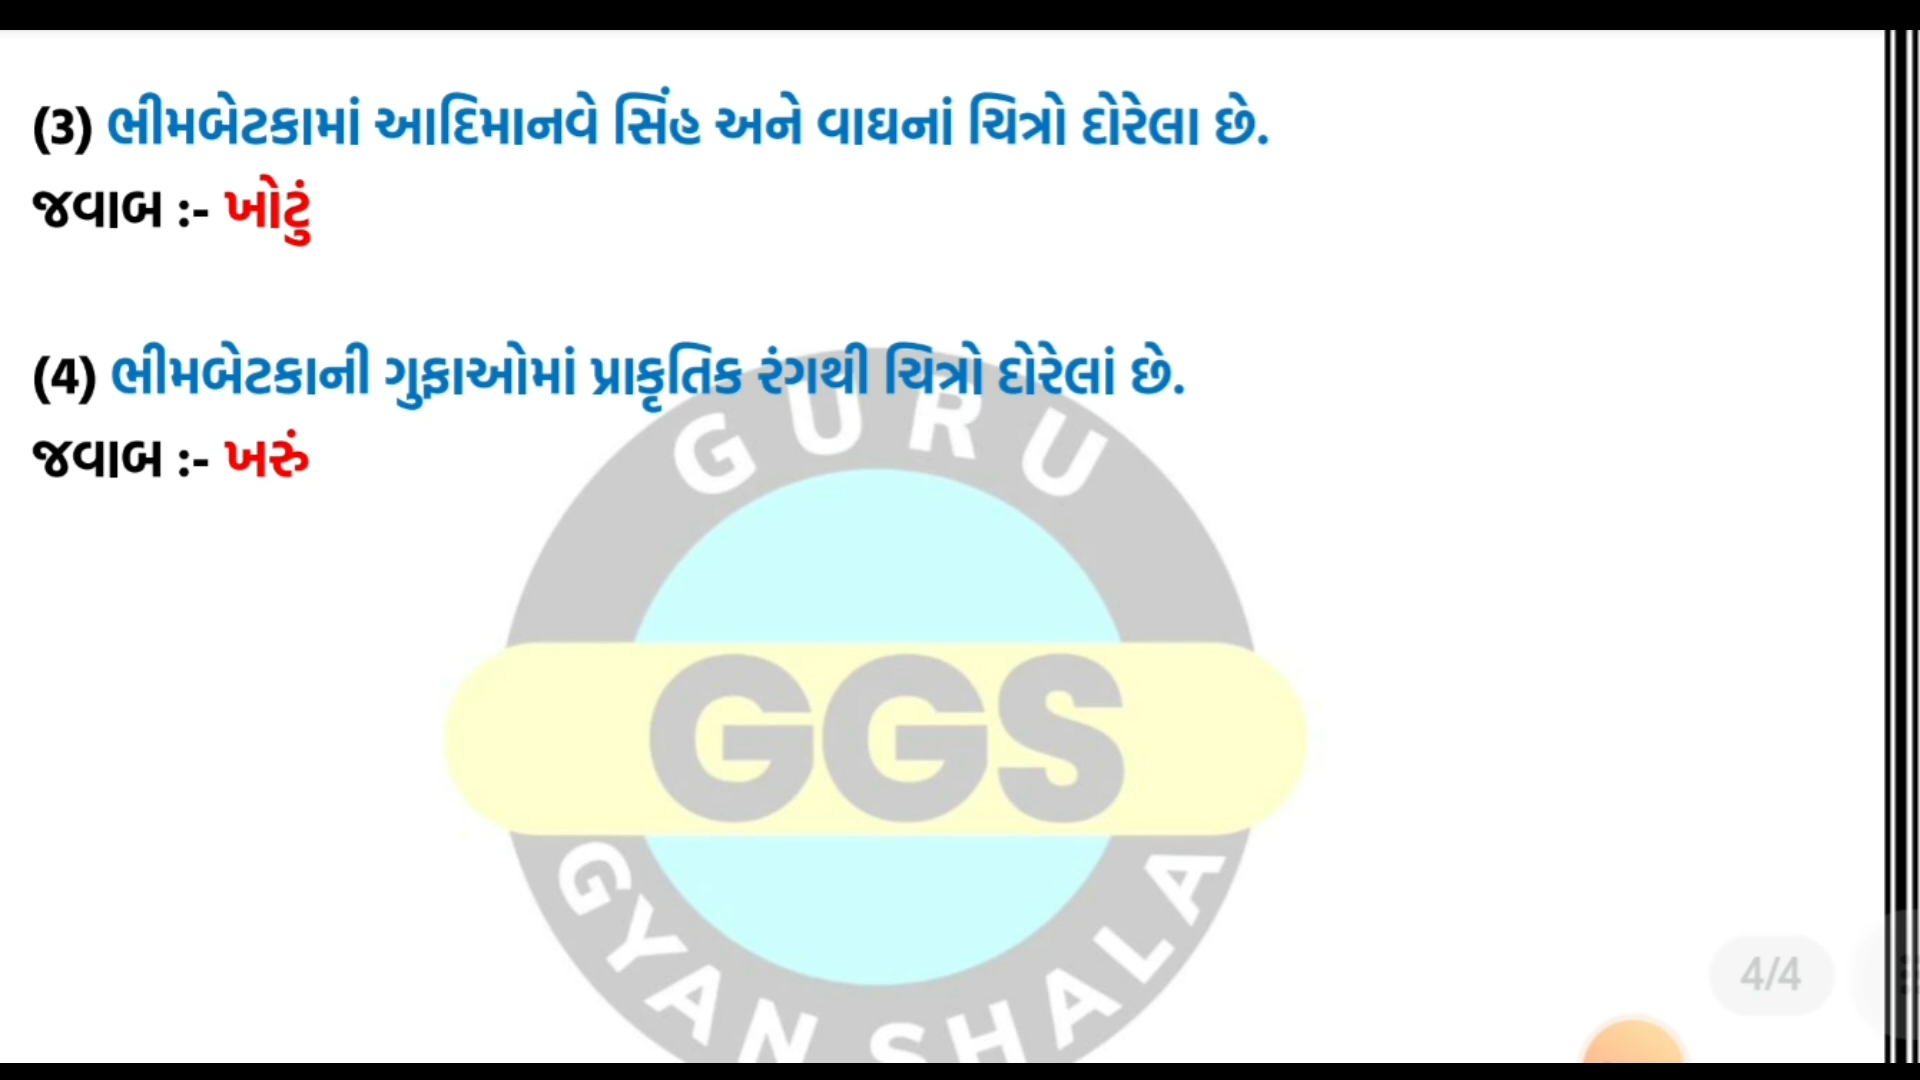 (3) ભીમબેટકામાં આદિમાનવે સિંહ અને વાઘનાં ચિત્રો દોરેલા છે.
જવાબ :- ખોટું
(4) ભીમબેટકાની ગુફાઓમાં પ્રાકૃતિક રંગથી ચિત્રો દોરેલાં છે.
જવાબ :- ખરું
GURU
GGS
GYAN SHALA
4/4